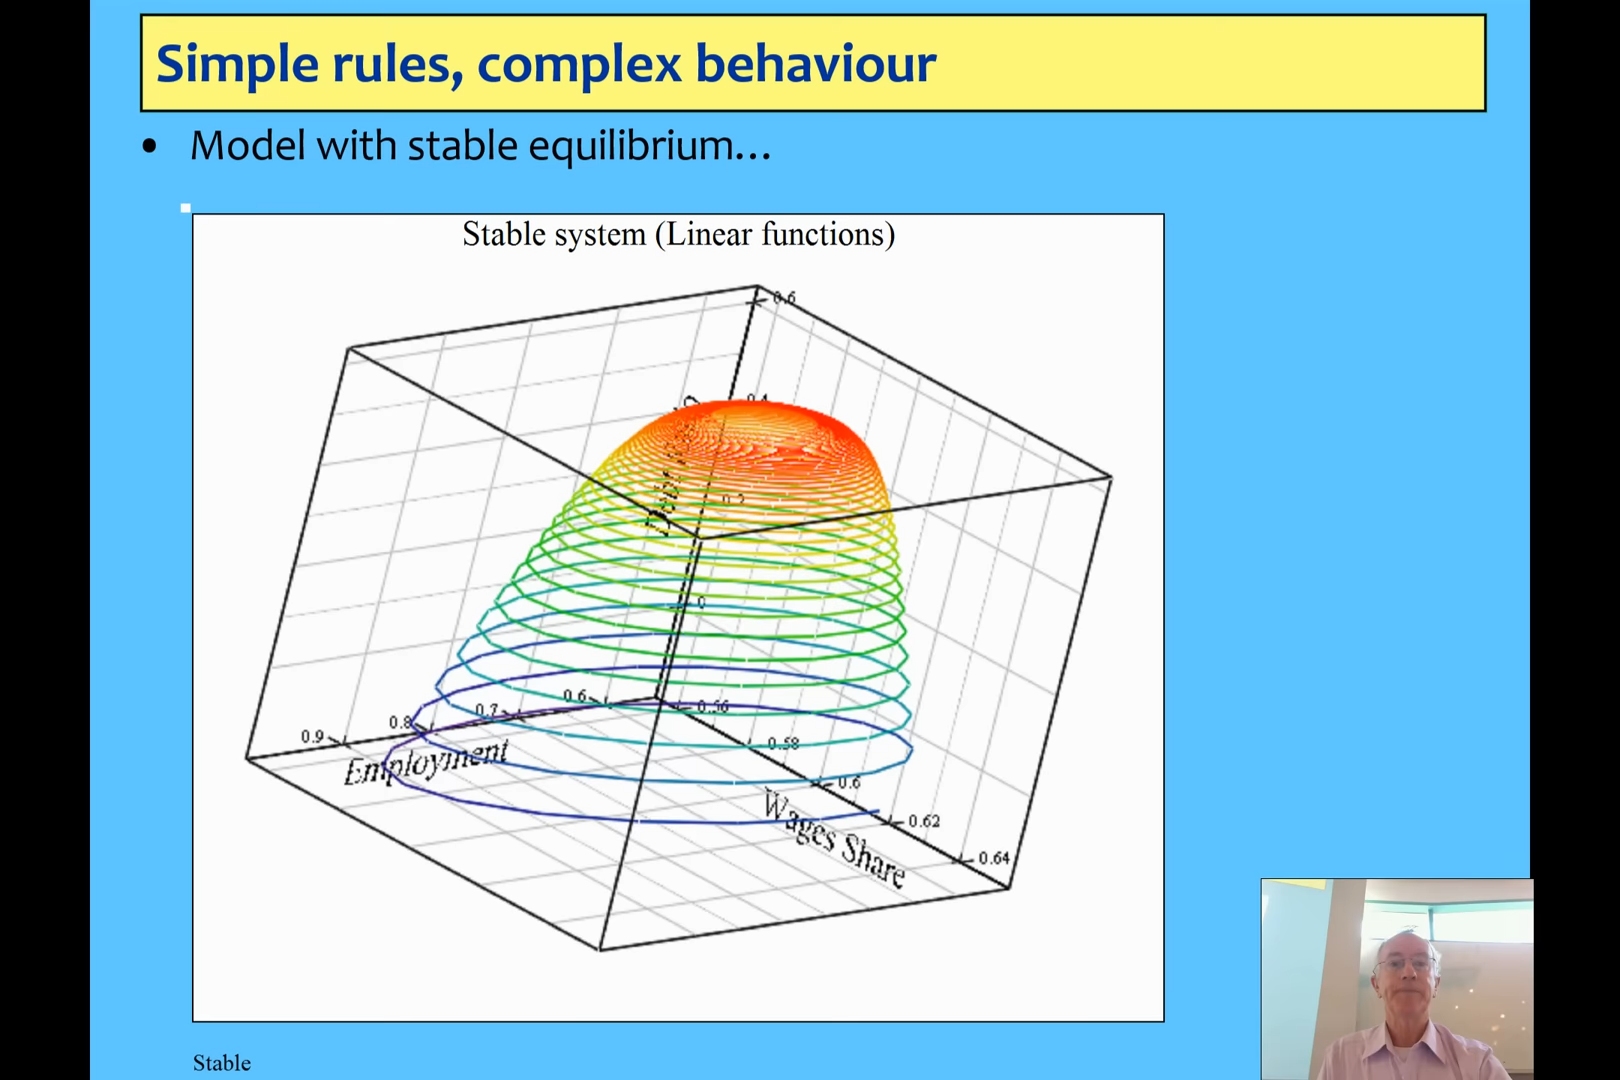 Simple rules, complex behaviour
• Model with stable equilibrium…
Stable system (Linear functions)
0.6
0.4
0.2
0
0.6
0.7
0.8
0.9
Employment
0.56
0.58
0.6
0.62
0.64
Wages Share
Stable